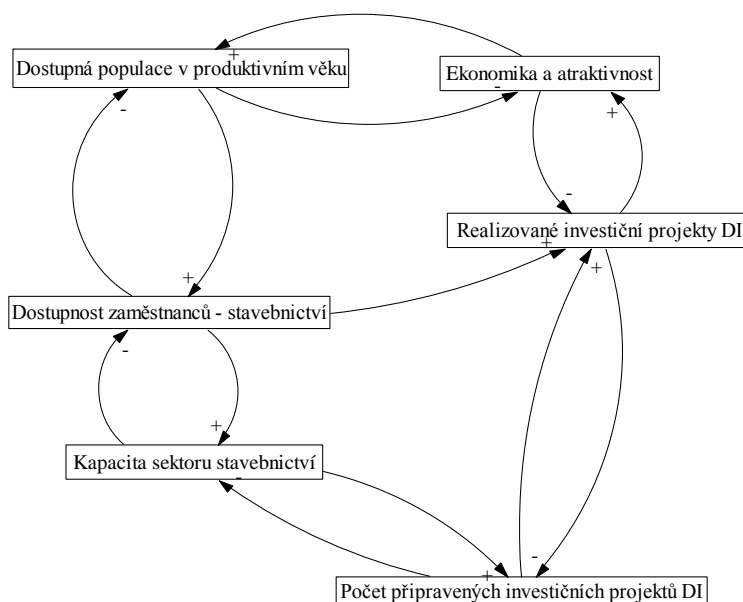 Dostupná populace v produktivním věku
Ekonomika a atraktivnost
+
-
-
+
-
Realizované investiční projekty DI
+
+
+
Dostupnost zaměstnanců - stavebnictví
-
+
Kapacita sektoru stavebnictví
-
-
+
Počet připravených investičních projektů DI